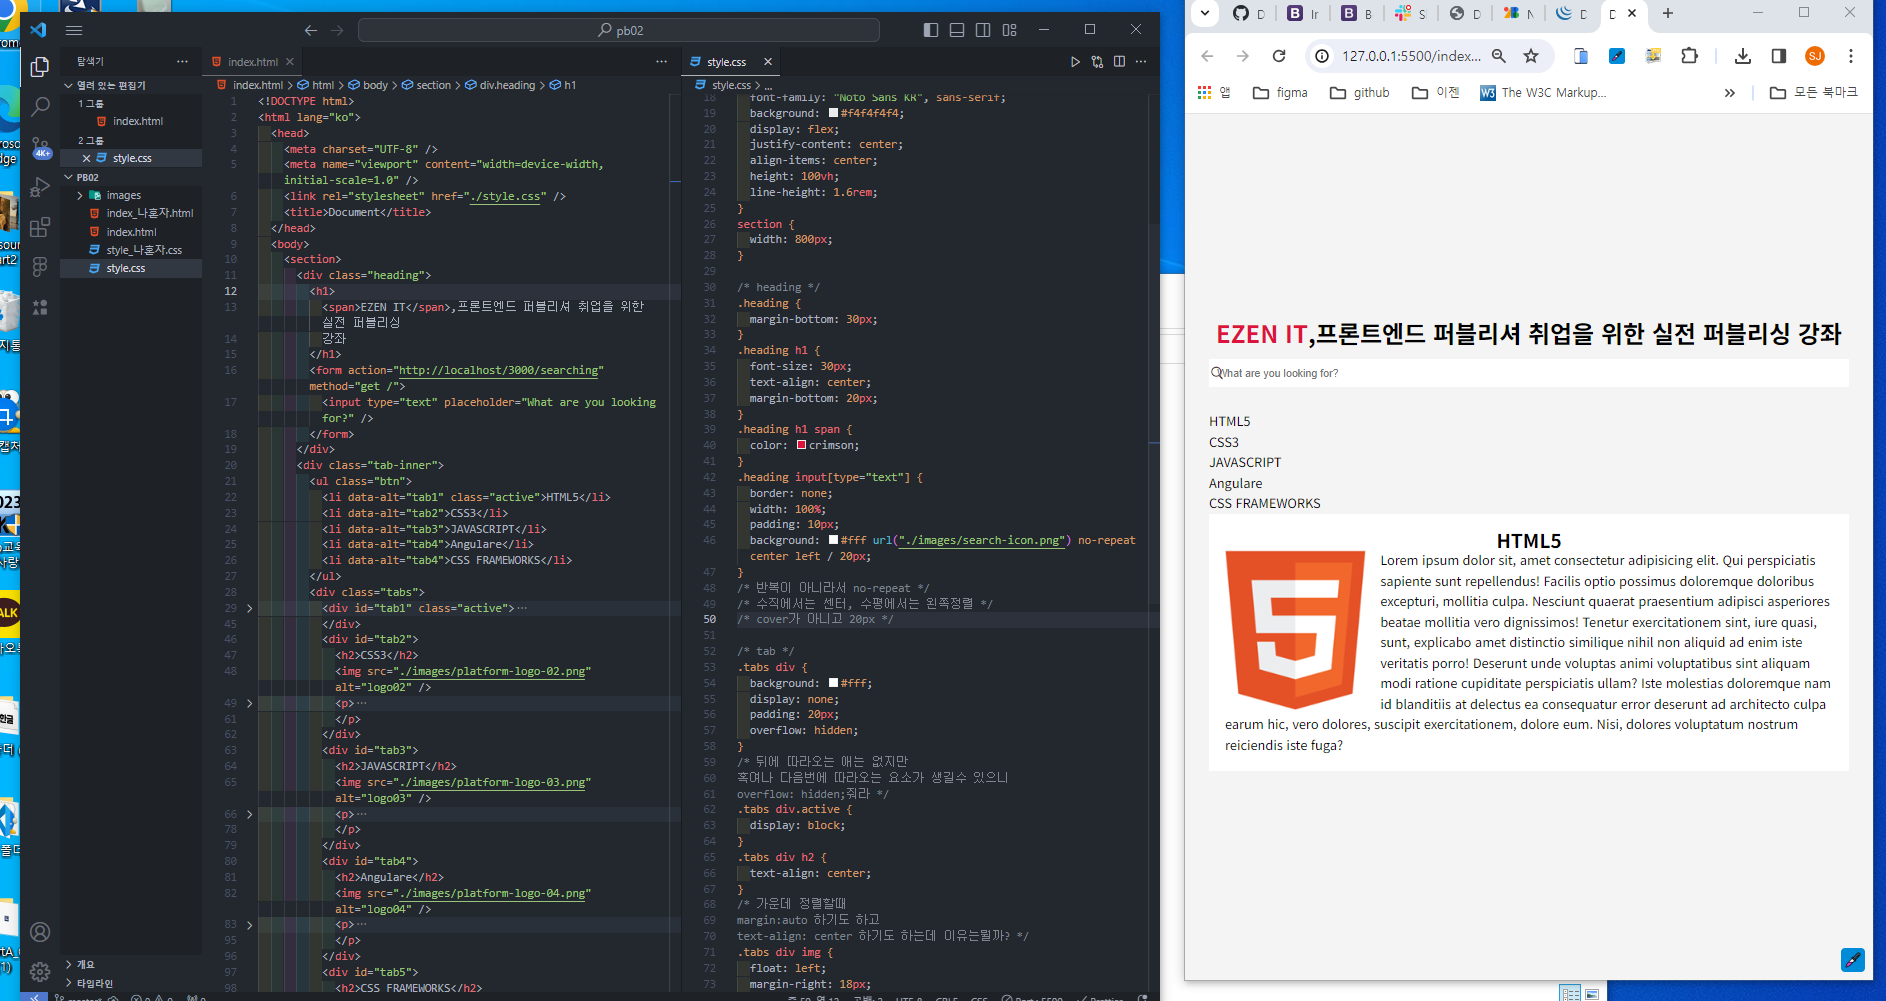 pb02
탐색기
열려 있는 편집기
1 그룹
index.html
2 그룹
style.css
PB02
images
index_나혼자.html
index.html
style_나혼자.css
style.css
개요
타임라인
4K+
index.html
index.html > html > body > section > div.heading > h1
1 <!DOCTYPE html>
2 <html lang="ko">
3 <head>
4 <meta charset="UTF-8" />
5 <meta name="viewport" content="width=device-width,
initial-scale=1.0" />
6 <link rel="stylesheet" href="./style.css" />
7 <title>Document</title>
8 </head>
9 <body>
10 <section>
11 <div class="heading">
12 <h1>
13 <span>EZEN IT</span>,프론트엔드 퍼블리셔 취업을 위한
실전 퍼블리싱
14 강좌
15 </h1>
16 <form action="http://localhost/3000/searching"
method="get /">
17 <input type="text" placeholder="What are you looking
for?" />
18 </form>
19 </div>
20 <div class="tab-inner">
21 <ul class="btn">
22 <li data-alt="tab1" class="active">HTML5</li>
23 <li data-alt="tab2">CSS3</li>
24 <li data-alt="tab3">JAVASCRIPT</li>
25 <li data-alt="tab4">Angulare</li>
26 <li data-alt="tab4">CSS FRAMEWORKS</li>
27 </ul>
28 <div class="tabs">
29 <div id="tab1" class="active">⋯
45 </div>
46 <div id="tab2">
47 <h2>CSS3</h2>
48 <img src="./images/platform-logo-02.png"
alt="logo02" />
49 <p>⋯
61 </p>
62 </div>
63 <div id="tab3">
64 <h2>JAVASCRIPT</h2>
65 <img src="./images/platform-logo-03.png"
alt="logo03" />
66 <p>⋯
78 </p>
79 </div>
80 <div id="tab4">
81 <h2>Angulare</h2>
82 <img src="./images/platform-logo-04.png"
alt="logo04" />
83 <p>⋯
95 </p>
96 </div>
97 <div id="tab5">
98 <h2>CSS FRAMEWORKS</h2>
style.css
style.css > ...
18 font-family: "Noto Sans KR", sans-serif;
19 background: #f4f4f4f4;
20 display: flex;
21 justify-content: center;
22 align-items: center;
23 height: 100vh;
24 line-height: 1.6rem;
25 }
26 section {
27 width: 800px;
28 }
29
30 /* heading */
31 .heading {
32 margin-bottom: 30px;
33 }
34 .heading h1 {
35 font-size: 30px;
36 text-align: center;
37 margin-bottom: 20px;
38 }
39 .heading h1 span {
40 color: crimson;
41 }
42 .heading input[type="text"] {
43 border: none;
44 width: 100%;
45 padding: 10px;
46 background: #fff url("./images/search-icon.png") no-repeat
center left / 20px;
47 }
48 /* 반복이 아니라서 no-repeat */
49 /* 수직에서는 센터, 수평에서는 왼쪽정렬 */
50 /* cover가 아니고 20px */
51
52 /* tab */
53 .tabs div {
54 background: #fff;
55 display: none;
56 padding: 20px;
57 overflow: hidden;
58 }
59 /* 뒤에 따라오는 애는 없지만
60 혹여나 다음번에 따라오는 요소가 생길수 있으니
61 overflow: hidden;줘라 */
62 .tabs div.active {
63 display: block;
64 }
65 .tabs div h2 {
66 text-align: center;
67 }
68 /* 가운데 정렬할때
69 margin:auto 하기도 하고
70 text-align: center 하기도 하는데 이유는뭘까? */
71 .tabs div img {
72 float: left;
73 margin-right: 18px;
127.0.0.1:5500/index...
SJ
앱
figma
github
이젠
The W3C Markup...
모든 북마크
EZEN IT,프론트엔드 퍼블리셔 취업을 위한 실전 퍼블리싱 강좌
What are you looking for?
HTML5
CSS3
JAVASCRIPT
Angulare
CSS FRAMEWORKS
HTML5
Lorem ipsum dolor sit, amet consectetur adipisicing elit. Qui perspiciatis
sapiente sunt repellendus! Facilis optio possimus doloremque doloribus
excepturi, mollitia culpa. Nesciunt quaerat praesentium adipisci asperiores
beatae mollitia vero dignissimos! Tenetur exercitationem sint, iure quasi,
sunt, explicabo amet distinctio similique nihil non aliquid ad enim iste
veritatis porro! Deserunt unde voluptas animi voluptatibus sint aliquam
modi ratione cupiditate perspiciatis ullam? Iste molestias doloremque nam
id blanditiis at delectus ea consequatur error deserunt ad architecto culpa
earum hic, vero dolores, suscipit exercitationem, dolore eum. Nisi, dolores voluptatum nostrum
reiciendis iste fuga?